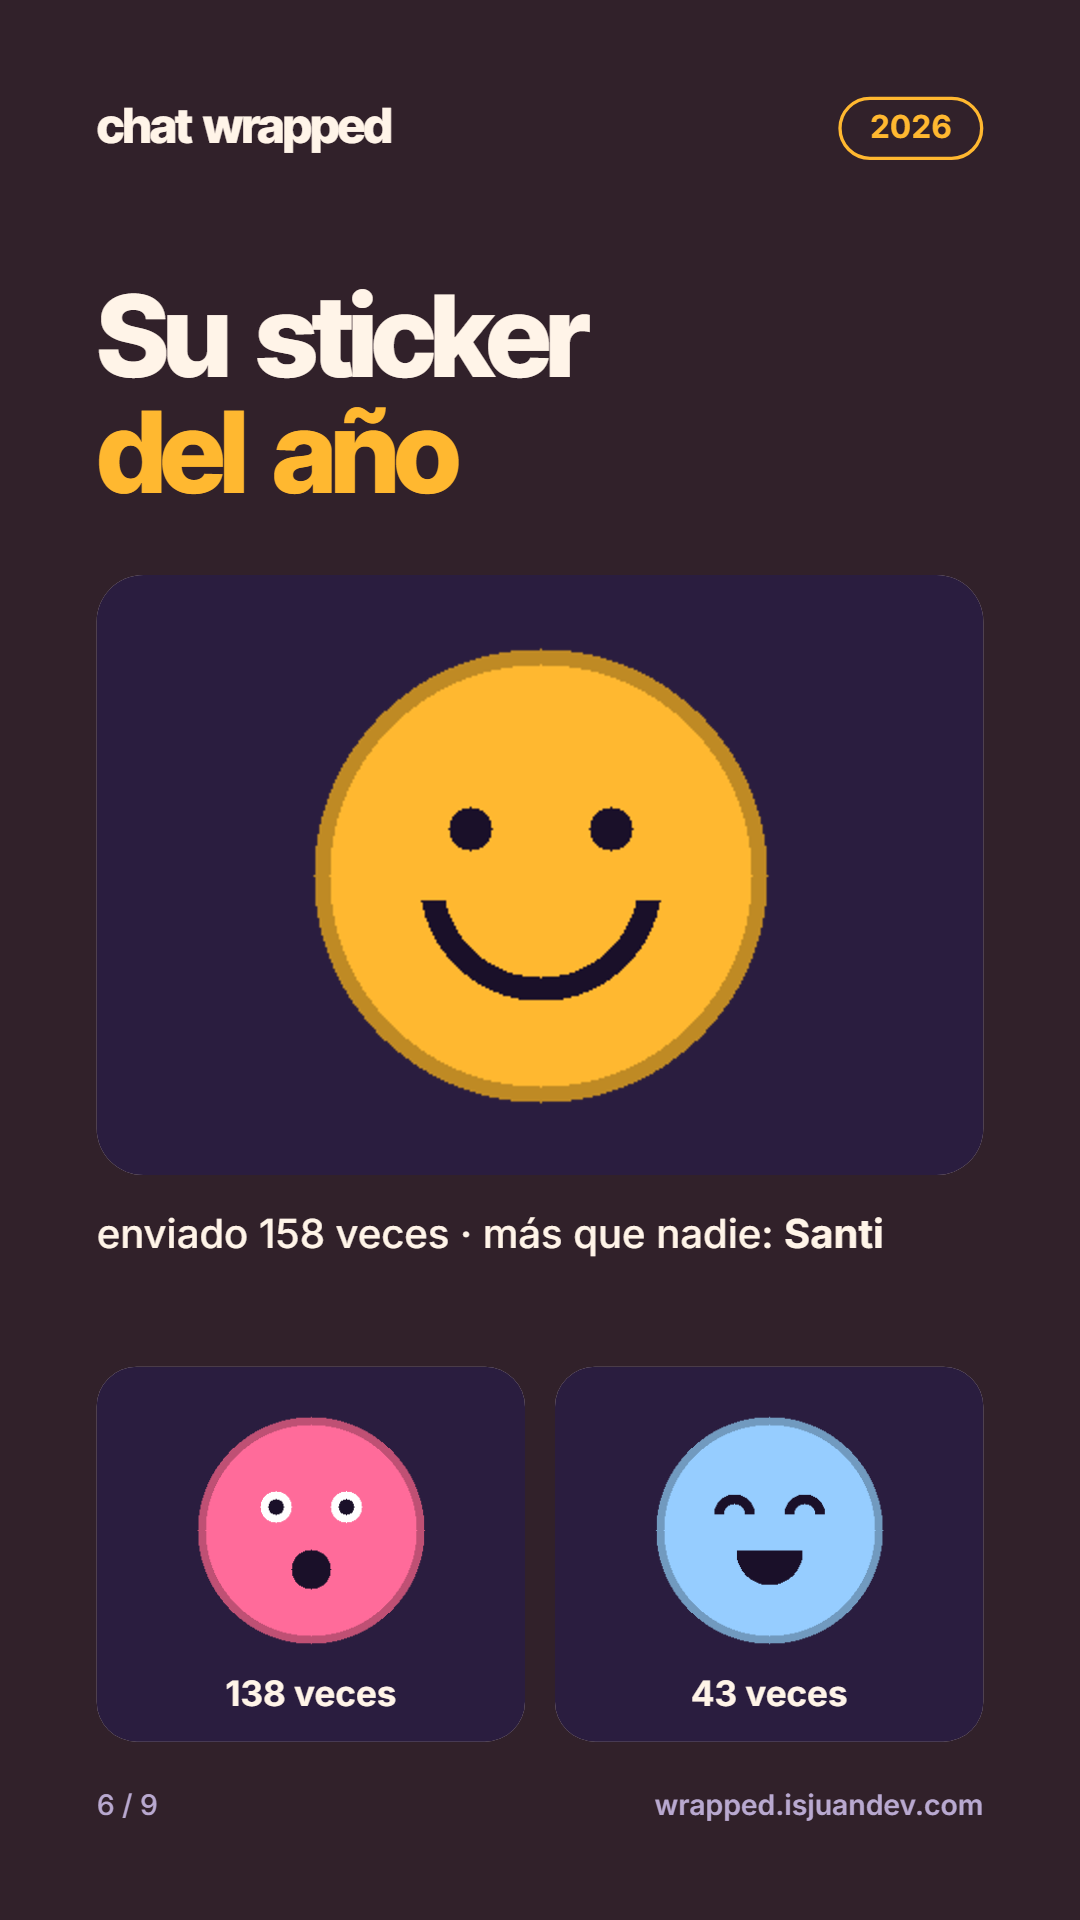 chat wrapped
2026
Su sticker
del año
enviado 158 veces · más que nadie: Santi
138 veces
43 veces
6 / 9
wrapped.isjuandev.com